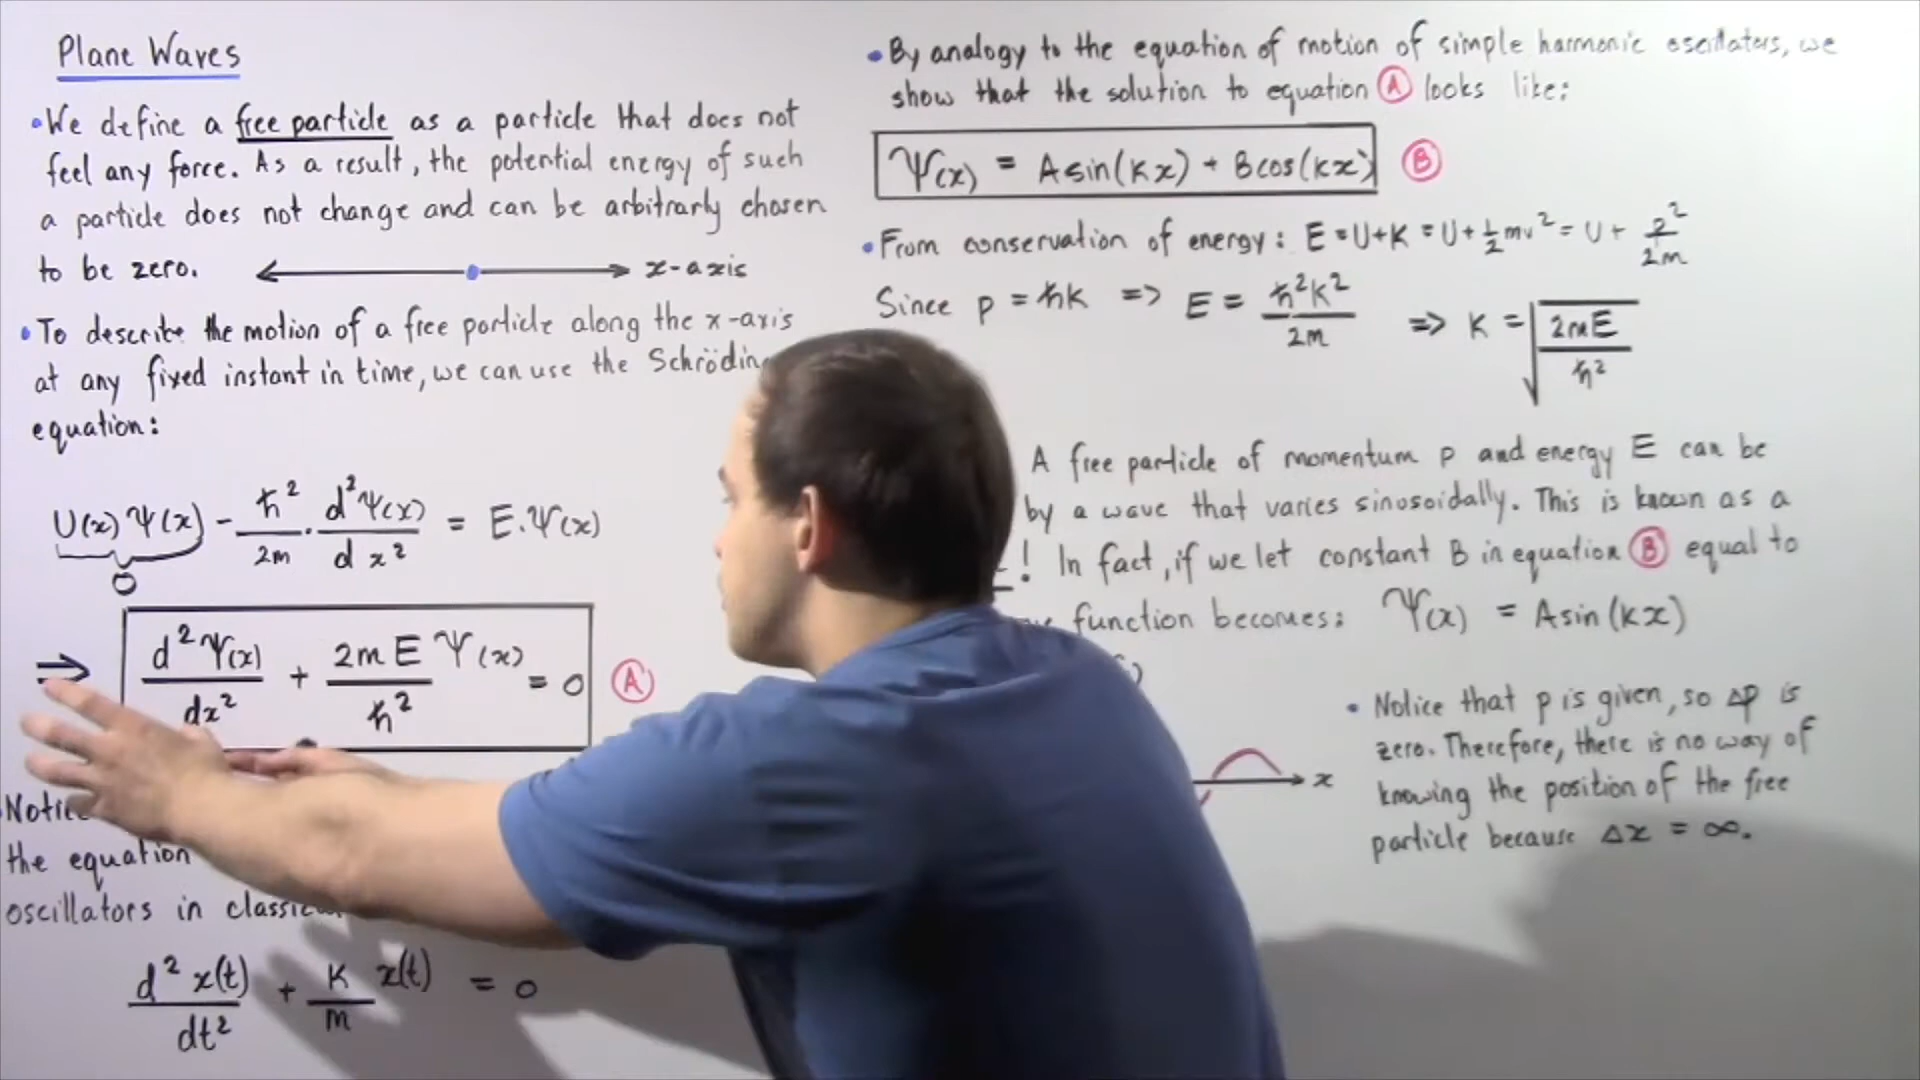 Plane Waves
• We define a free particle as a particle that does not
feel any force. As a result, the potential energy of such
a particle does not change and can be arbitrarly chosen
to be zero.
x-axis
• To describe the motion of a free particle along the x-axis
at any fixed instant in time, we can use the Schrödin
equation:
U(x) Ψ(x) - ħ²/2m · d²Ψ(x)/dx² = E·Ψ(x)
0
⇒ d²Ψ(x)/dx² + 2mE/ħ² Ψ(x) = 0 (A)
Notic
the equation
oscillators in classic
d²x(t)/dt² + k/m x(t) = 0
• By analogy to the equation of motion of simple harmonic oscillators, we
show that the solution to equation (A) looks like:
Ψ(x) = A sin(kx) + B cos(kx) (B)
• From conservation of energy: E = U+K = U + ½mv² = U + p²/2m
Since p = ħk => E = ħ²k²/2m => k = √(2mE/ħ²)
A free particle of momentum p and energy E can be
by a wave that varies sinosoidally. This is known as a
! In fact, if we let constant B in equation (B) equal to
function becomes: Ψ(x) = A sin(kx)
x
• Notice that p is given, so Δp is
zero. Therefore, there is no way of
knowing the position of the free
particle because Δx = ∞.